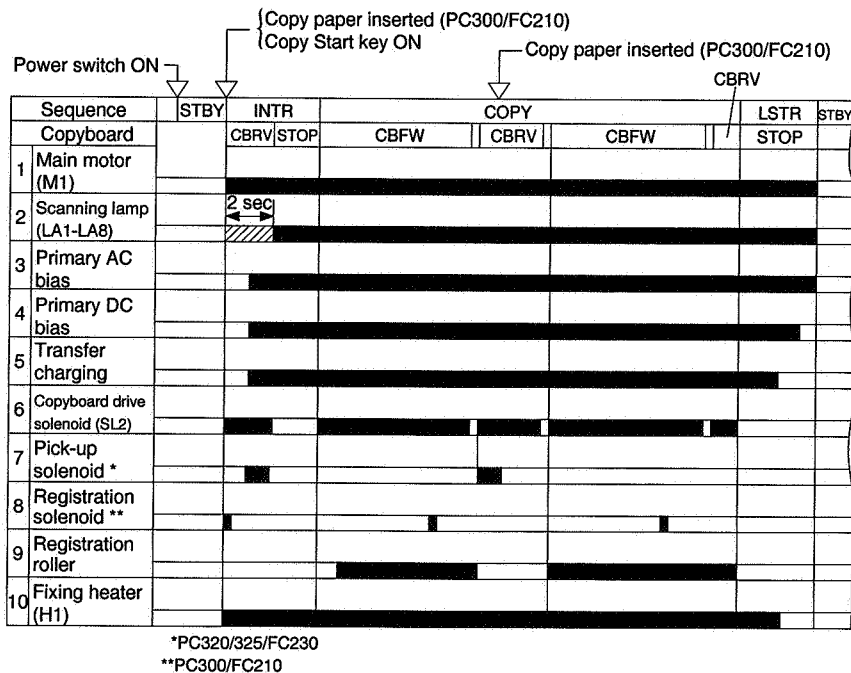 Copy paper inserted (PC300/FC210)
Copy Start key ON
Copy paper inserted (PC300/FC210)
Power switch ON
CBRV
Sequence STBY INTR COPY LSTR STBY
Copyboard CBRV STOP CBFW CBRV CBFW STOP
1 Main motor
(M1)
2 sec
2 Scanning lamp
(LA1-LA8)
3 Primary AC
bias
4 Primary DC
bias
5 Transfer
charging
6 Copyboard drive
solenoid (SL2)
7 Pick-up
solenoid *
8 Registration
solenoid **
9 Registration
roller
10 Fixing heater
(H1)
*PC320/325/FC230
**PC300/FC210